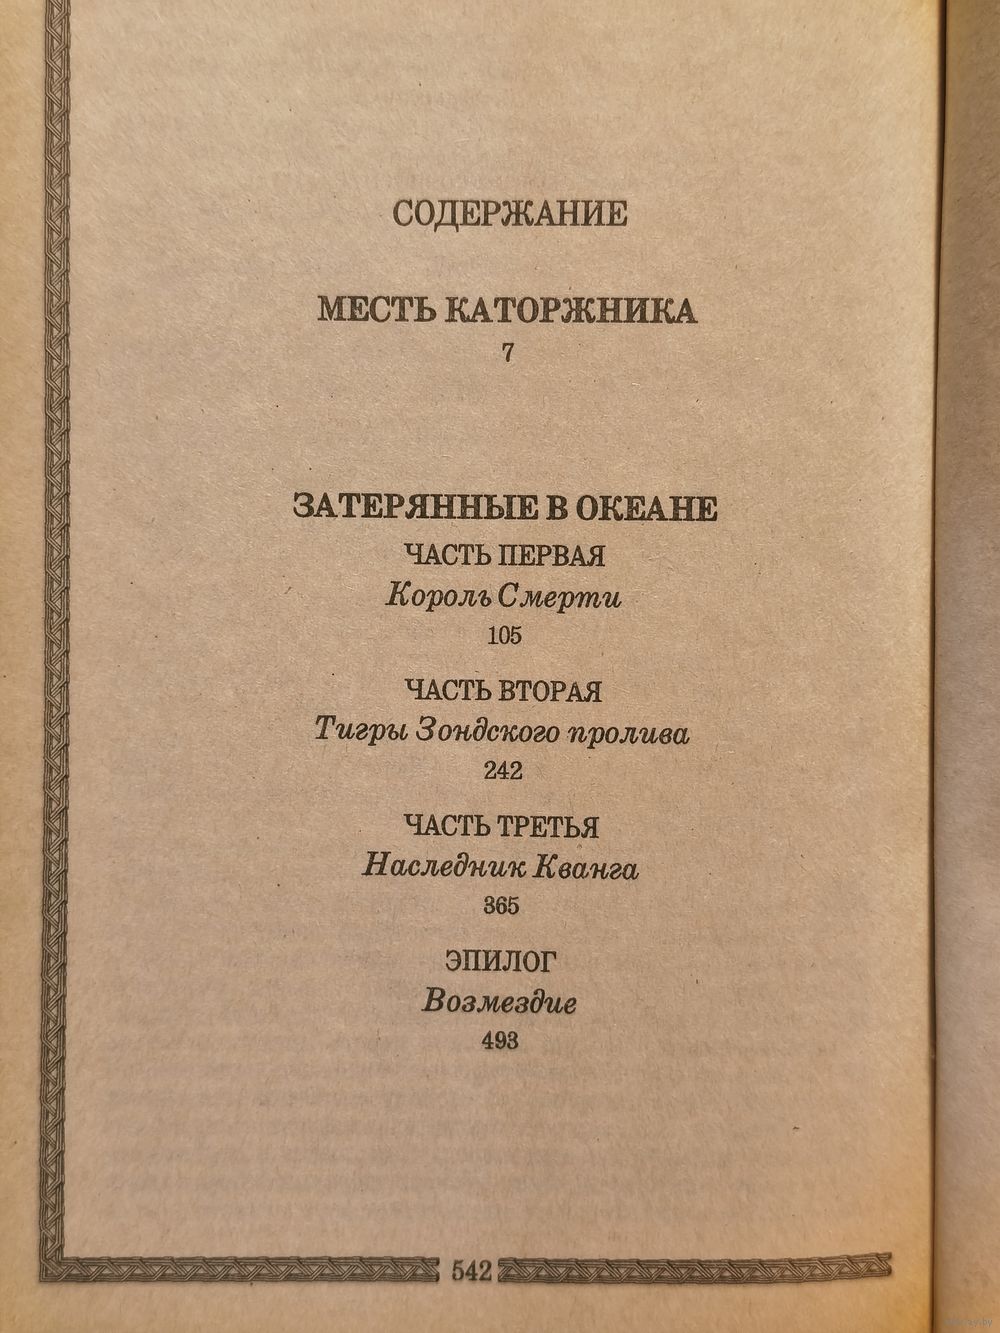 СОДЕРЖАНИЕ
МЕСТЬ КАТОРЖНИКА
7
ЗАТЕРЯННЫЕ В ОКЕАНЕ
ЧАСТЬ ПЕРВАЯ
Король Смерти
105
ЧАСТЬ ВТОРАЯ
Тигры Зондского пролива
242
ЧАСТЬ ТРЕТЬЯ
Наследник Кванга
365
ЭПИЛОГ
Возмездие
493
542